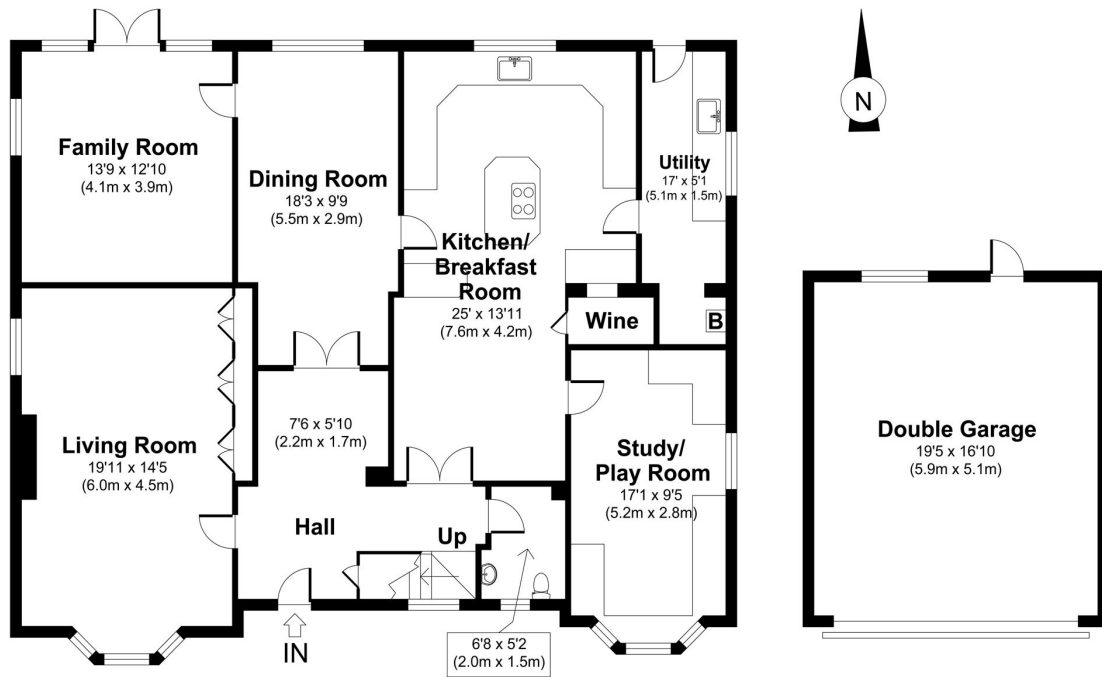 Family Room
13'9 x 12'10
(4.1m x 3.9m)
Dining Room
18'3 x 9'9
(5.5m x 2.9m)
Kitchen/
Breakfast
Room
25' x 13'11
(7.6m x 4.2m)
Utility
17' x 5'1
(5.1m x 1.5m)
N
Wine
B
Living Room
19'11 x 14'5
(6.0m x 4.5m)
7'6 x 5'10
(2.2m x 1.7m)
Study/
Play Room
17'1 x 9'5
(5.2m x 2.8m)
Double Garage
19'5 x 16'10
(5.9m x 5.1m)
Hall
Up
IN
6'8 x 5'2
(2.0m x 1.5m)